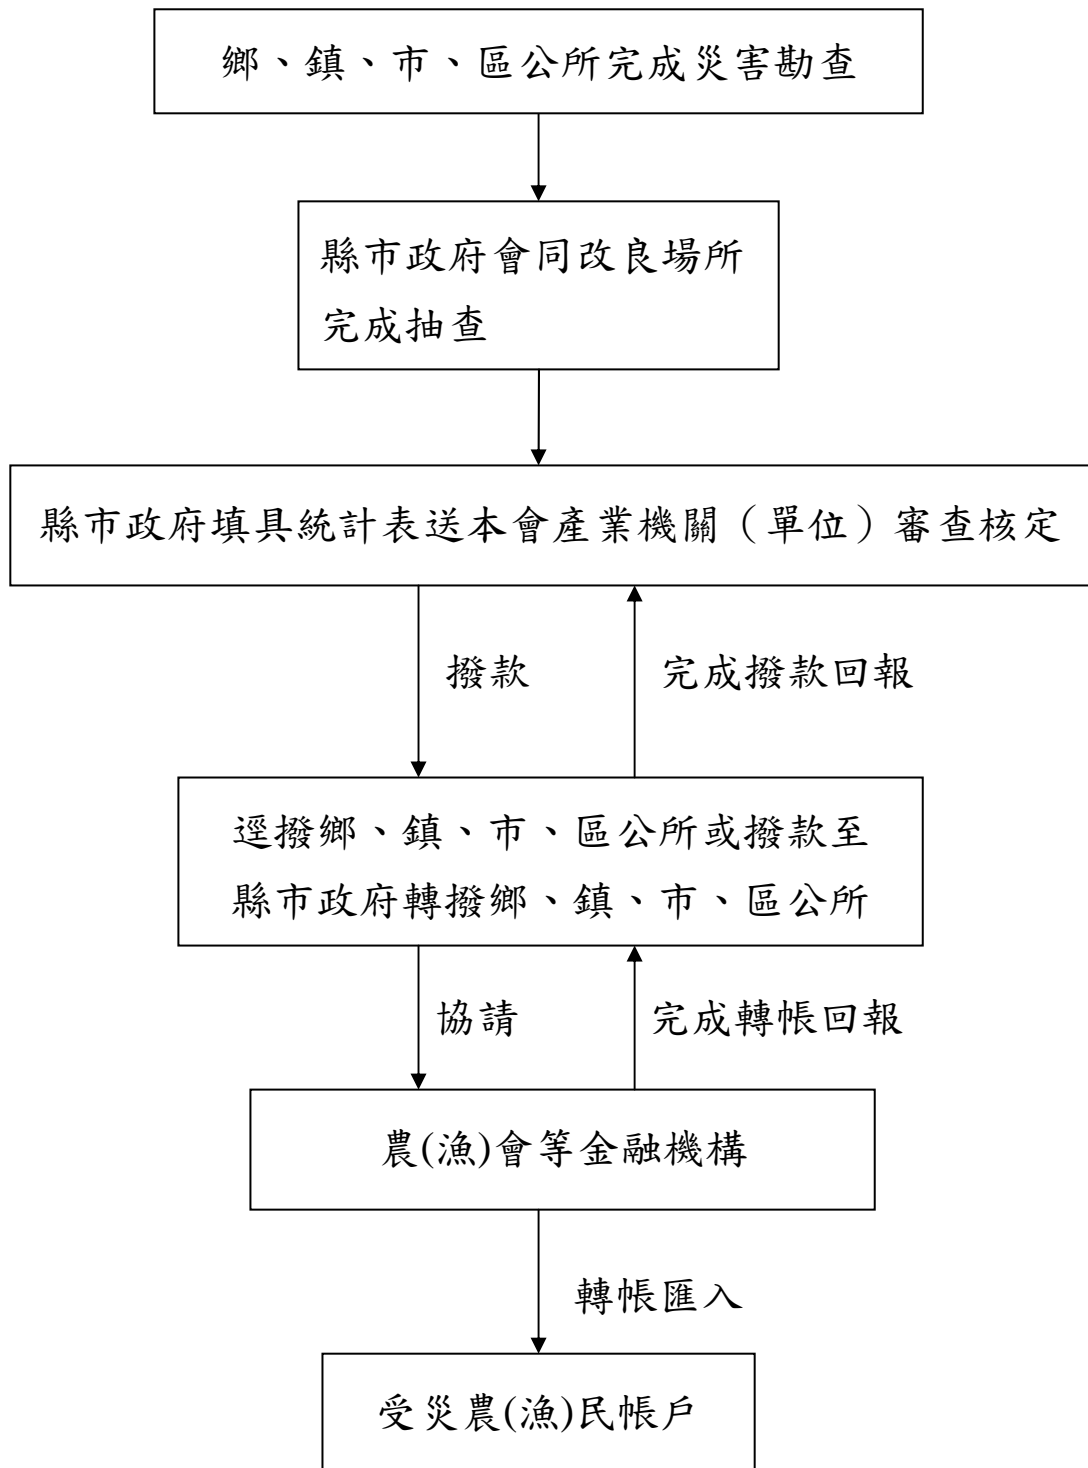 鄉、鎮、市、區公所完成災害勘查
縣市政府會同改良場所
完成抽查
縣市政府填具統計表送本會產業機關（單位）審查核定
撥款
完成撥款回報
逕撥鄉、鎮、市、區公所或撥款至
縣市政府轉撥鄉、鎮、市、區公所
協請
完成轉帳回報
農(漁)會等金融機構
轉帳匯入
受災農(漁)民帳戶